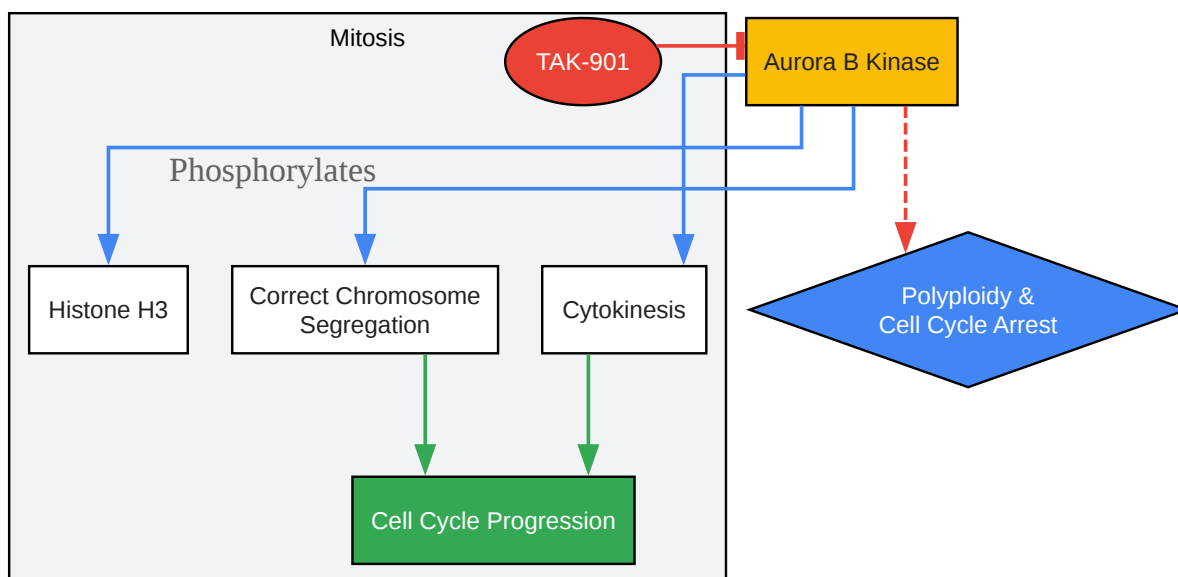 Mitosis
TAK-901
Aurora B Kinase
Phosphorylates
Histone H3
Correct Chromosome
Segregation
Cytokinesis
Polyploidy &
Cell Cycle Arrest
Cell Cycle Progression